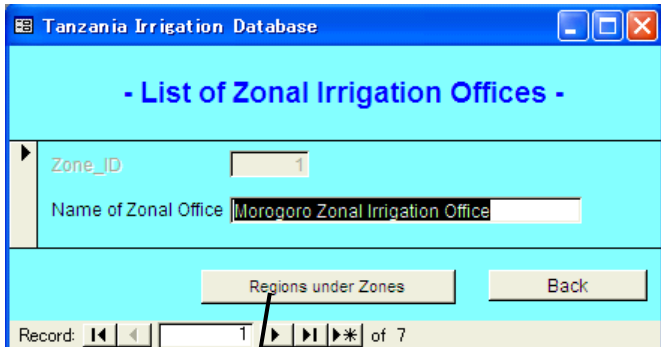 Tanzania Irrigation Database
- List of Zonal Irrigation Offices -
Zone_ID 1
Name of Zonal Office Morogoro Zonal Irrigation Office
Regions under Zones Back
Record: 1 of 7